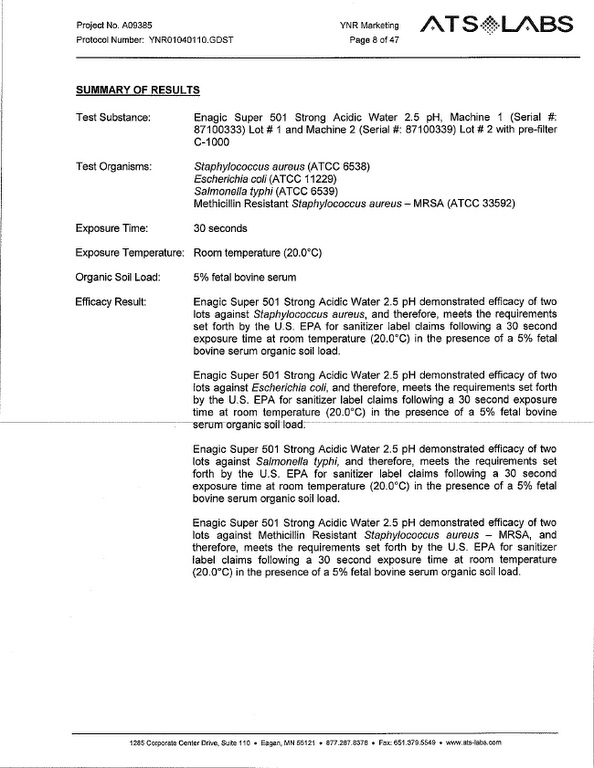 Project No. A09385
Protocol Number: YNR01040110.GDST
YNR Marketing
Page 8 of 47
ATS LABS
SUMMARY OF RESULTS
Test Substance: Enagic Super 501 Strong Acidic Water 2.5 pH, Machine 1 (Serial #:
87100333) Lot # 1 and Machine 2 (Serial #: 87100339) Lot # 2 with pre-filter
C-1000
Test Organisms: Staphylococcus aureus (ATCC 6538)
Escherichia coli (ATCC 11229)
Salmonella typhi (ATCC 6539)
Methicillin Resistant Staphylococcus aureus – MRSA (ATCC 33592)
Exposure Time: 30 seconds
Exposure Temperature: Room temperature (20.0°C)
Organic Soil Load: 5% fetal bovine serum
Efficacy Result: Enagic Super 501 Strong Acidic Water 2.5 pH demonstrated efficacy of two
lots against Staphylococcus aureus, and therefore, meets the requirements
set forth by the U.S. EPA for sanitizer label claims following a 30 second
exposure time at room temperature (20.0°C) in the presence of a 5% fetal
bovine serum organic soil load.
Enagic Super 501 Strong Acidic Water 2.5 pH demonstrated efficacy of two
lots against Escherichia coli, and therefore, meets the requirements set forth
by the U.S. EPA for sanitizer label claims following a 30 second exposure
time at room temperature (20.0°C) in the presence of a 5% fetal bovine
serum organic soil load.
Enagic Super 501 Strong Acidic Water 2.5 pH demonstrated efficacy of two
lots against Salmonella typhi, and therefore, meets the requirements set
forth by the U.S. EPA for sanitizer label claims following a 30 second
exposure time at room temperature (20.0°C) in the presence of a 5% fetal
bovine serum organic soil load.
Enagic Super 501 Strong Acidic Water 2.5 pH demonstrated efficacy of two
lots against Methicillin Resistant Staphylococcus aureus – MRSA, and
therefore, meets the requirements set forth by the U.S. EPA for sanitizer
label claims following a 30 second exposure time at room temperature
(20.0°C) in the presence of a 5% fetal bovine serum organic soil load.
1285 Corporate Center Drive, Suite 110 • Eagan, MN 55121 • 877.287.8378 • Fax: 651.379.5549 • www.ats-labs.com